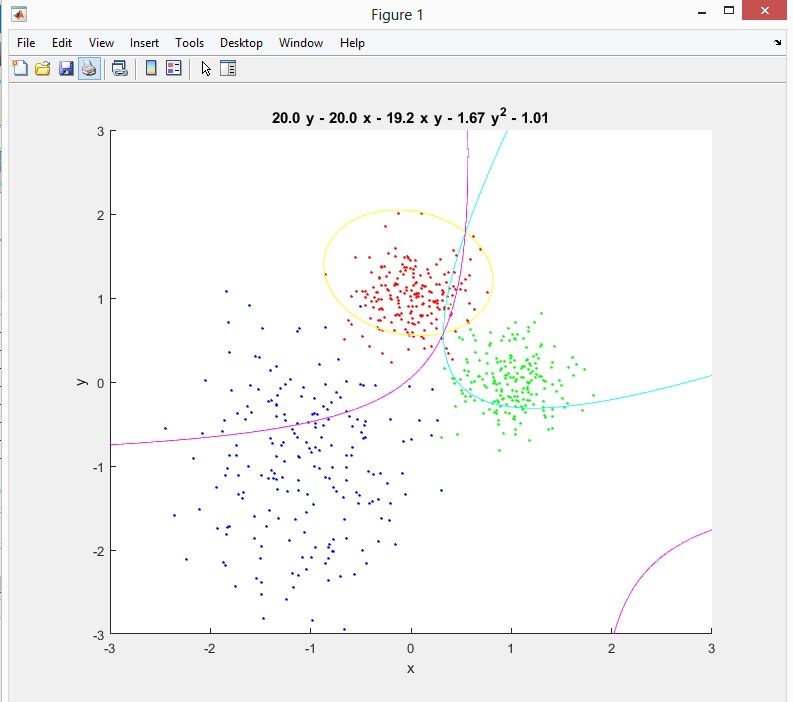 Figure 1
File Edit View Insert Tools Desktop Window Help
20.0 y - 20.0 x - 19.2 x y - 1.67 y² - 1.01
3
2
1
0
-1
-2
-3
y
-3 -2 -1 0 1 2 3
x